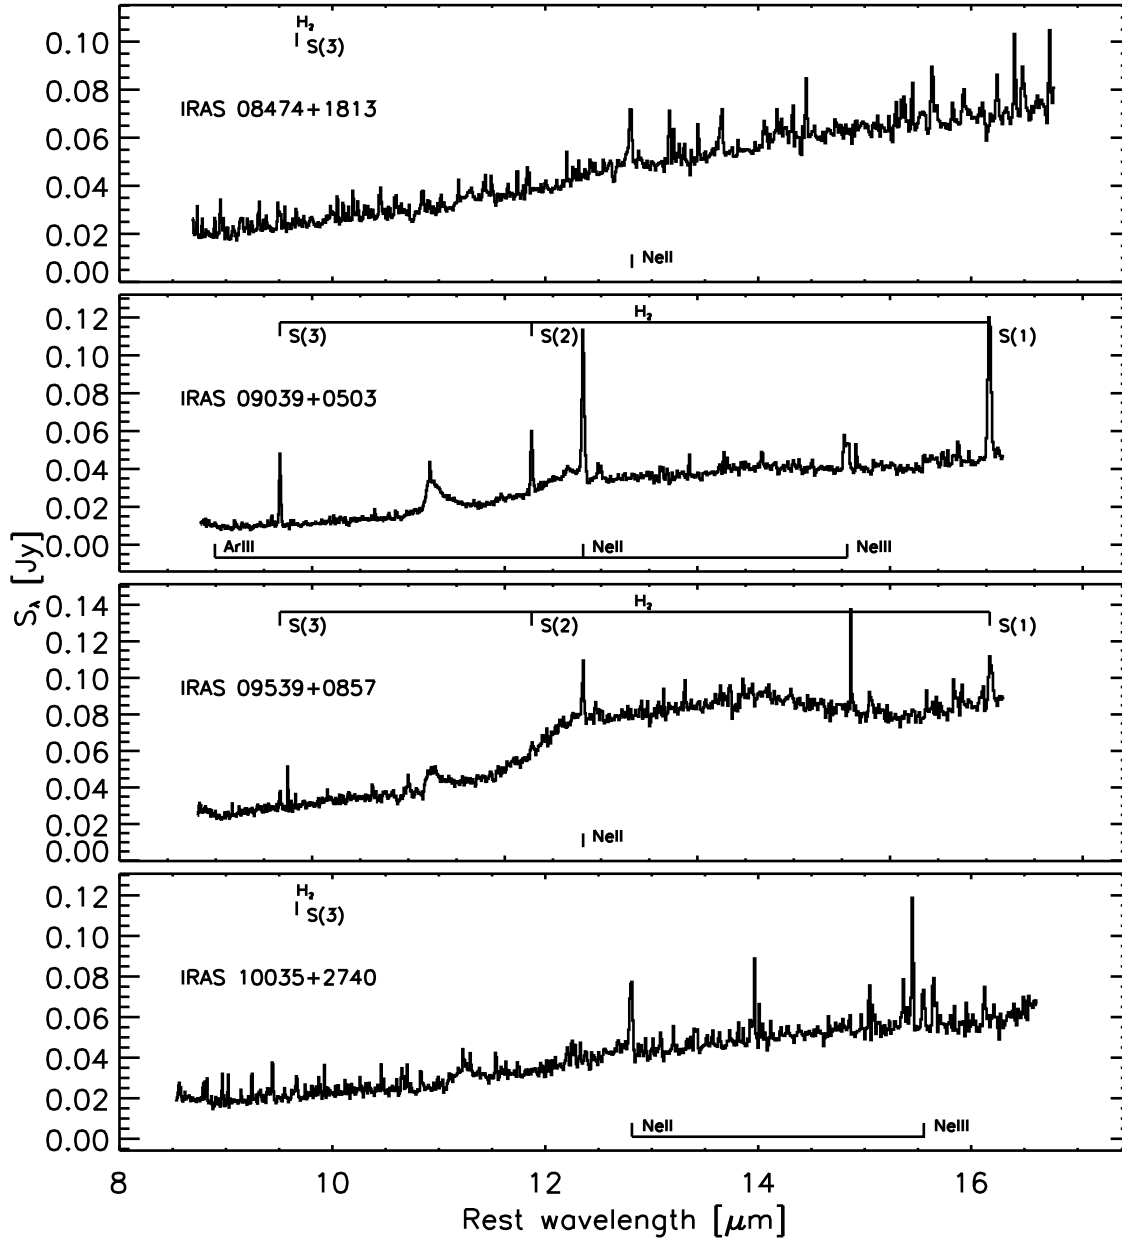 H₂
S(3)
0.10
0.08
0.06
0.04
0.02
0.00
IRAS 08474+1813
NeII
H₂
S(3)
S(2)
S(1)
0.12
0.10
0.08
0.06
0.04
0.02
0.00
IRAS 09039+0503
ArIII
NeII
NeIII
S_λ [Jy]
H₂
S(3)
S(2)
S(1)
0.14
0.12
0.10
0.08
0.06
0.04
0.02
0.00
IRAS 09539+0857
NeII
H₂
S(3)
0.12
0.10
0.08
0.06
0.04
0.02
0.00
IRAS 10035+2740
NeII
NeIII
8 10 12 14 16
Rest wavelength [μm]